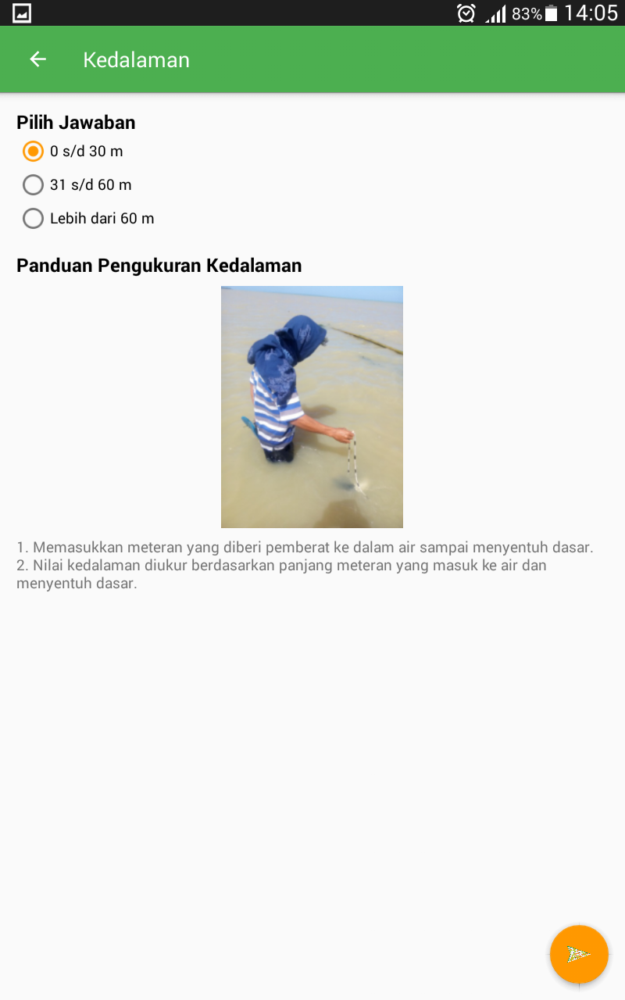 83% 14:05
Kedalaman
Pilih Jawaban
0 s/d 30 m
31 s/d 60 m
Lebih dari 60 m
Panduan Pengukuran Kedalaman
1. Memasukkan meteran yang diberi pemberat ke dalam air sampai menyentuh dasar.
2. Nilai kedalaman diukur berdasarkan panjang meteran yang masuk ke air dan
menyentuh dasar.